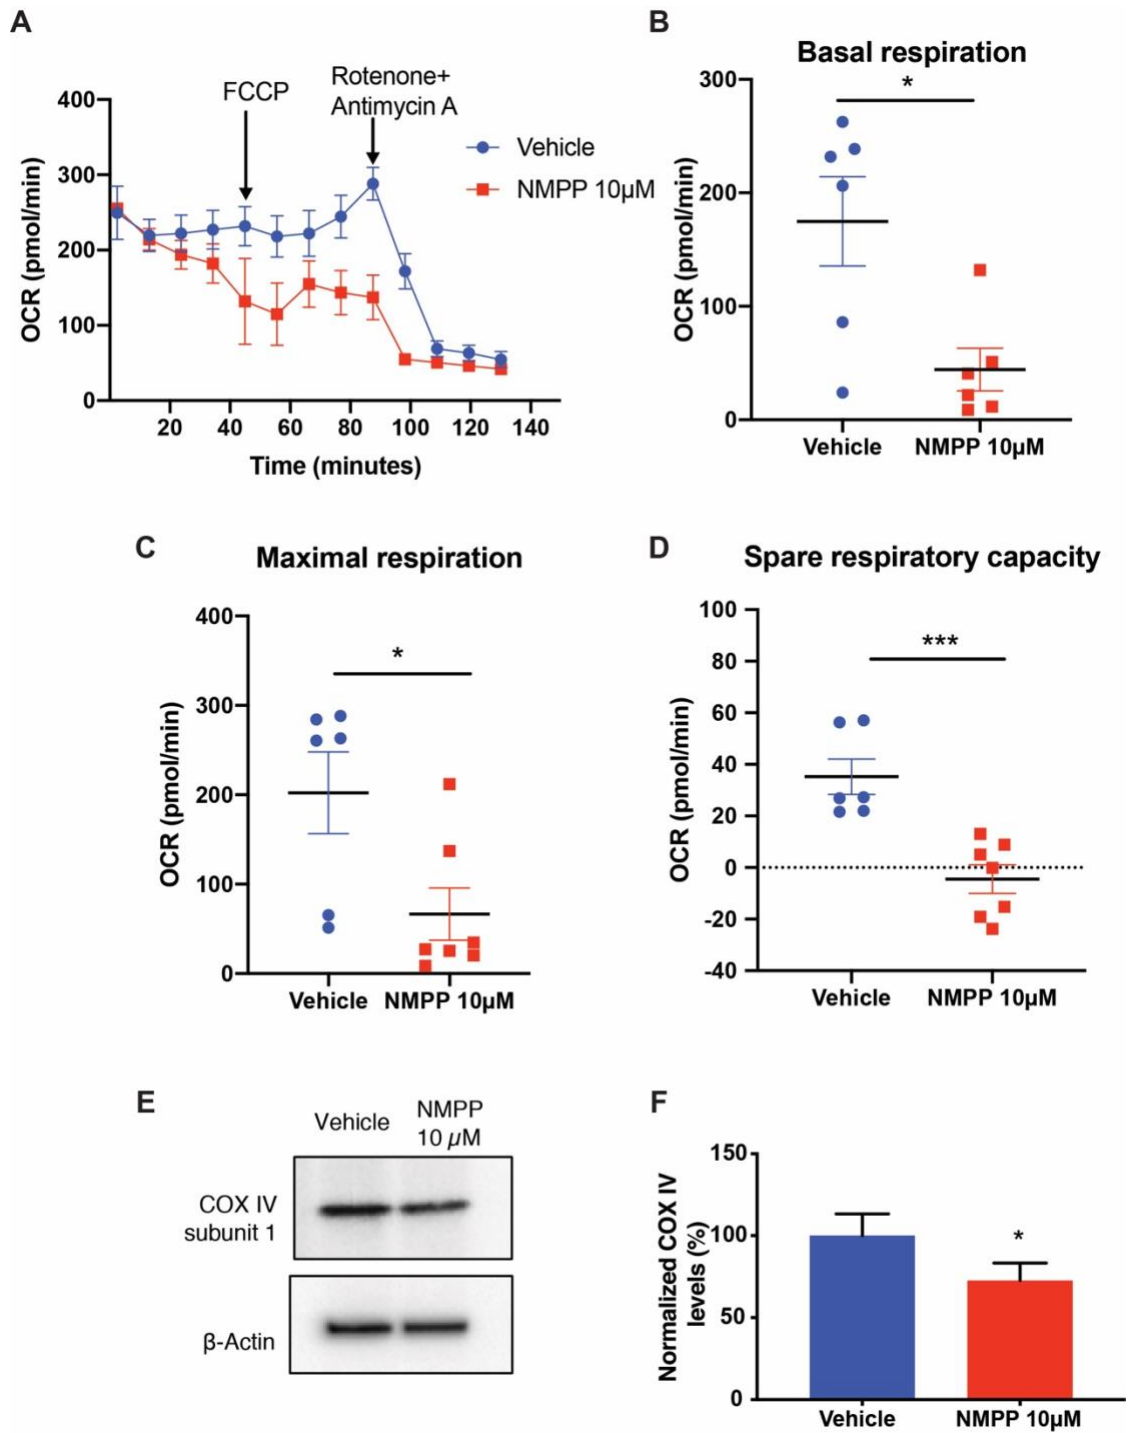 A
FCCP
Rotenone+
Antimycin A
Vehicle
NMPP 10µM
OCR (pmol/min)
400
300
200
100
0
20 40 60 80 100 120 140
Time (minutes)
B
Basal respiration
*
OCR (pmol/min)
300
200
100
0
Vehicle NMPP 10µM
C
Maximal respiration
*
OCR (pmol/min)
400
300
200
100
0
Vehicle NMPP 10µM
D
Spare respiratory capacity
***
OCR (pmol/min)
100
80
60
40
20
0
-20
-40
Vehicle NMPP 10µM
E
Vehicle
NMPP
10 µM
COX IV
subunit 1
β-Actin
F
Normalized COX IV
levels (%)
150
100
50
0
*
Vehicle NMPP 10µM